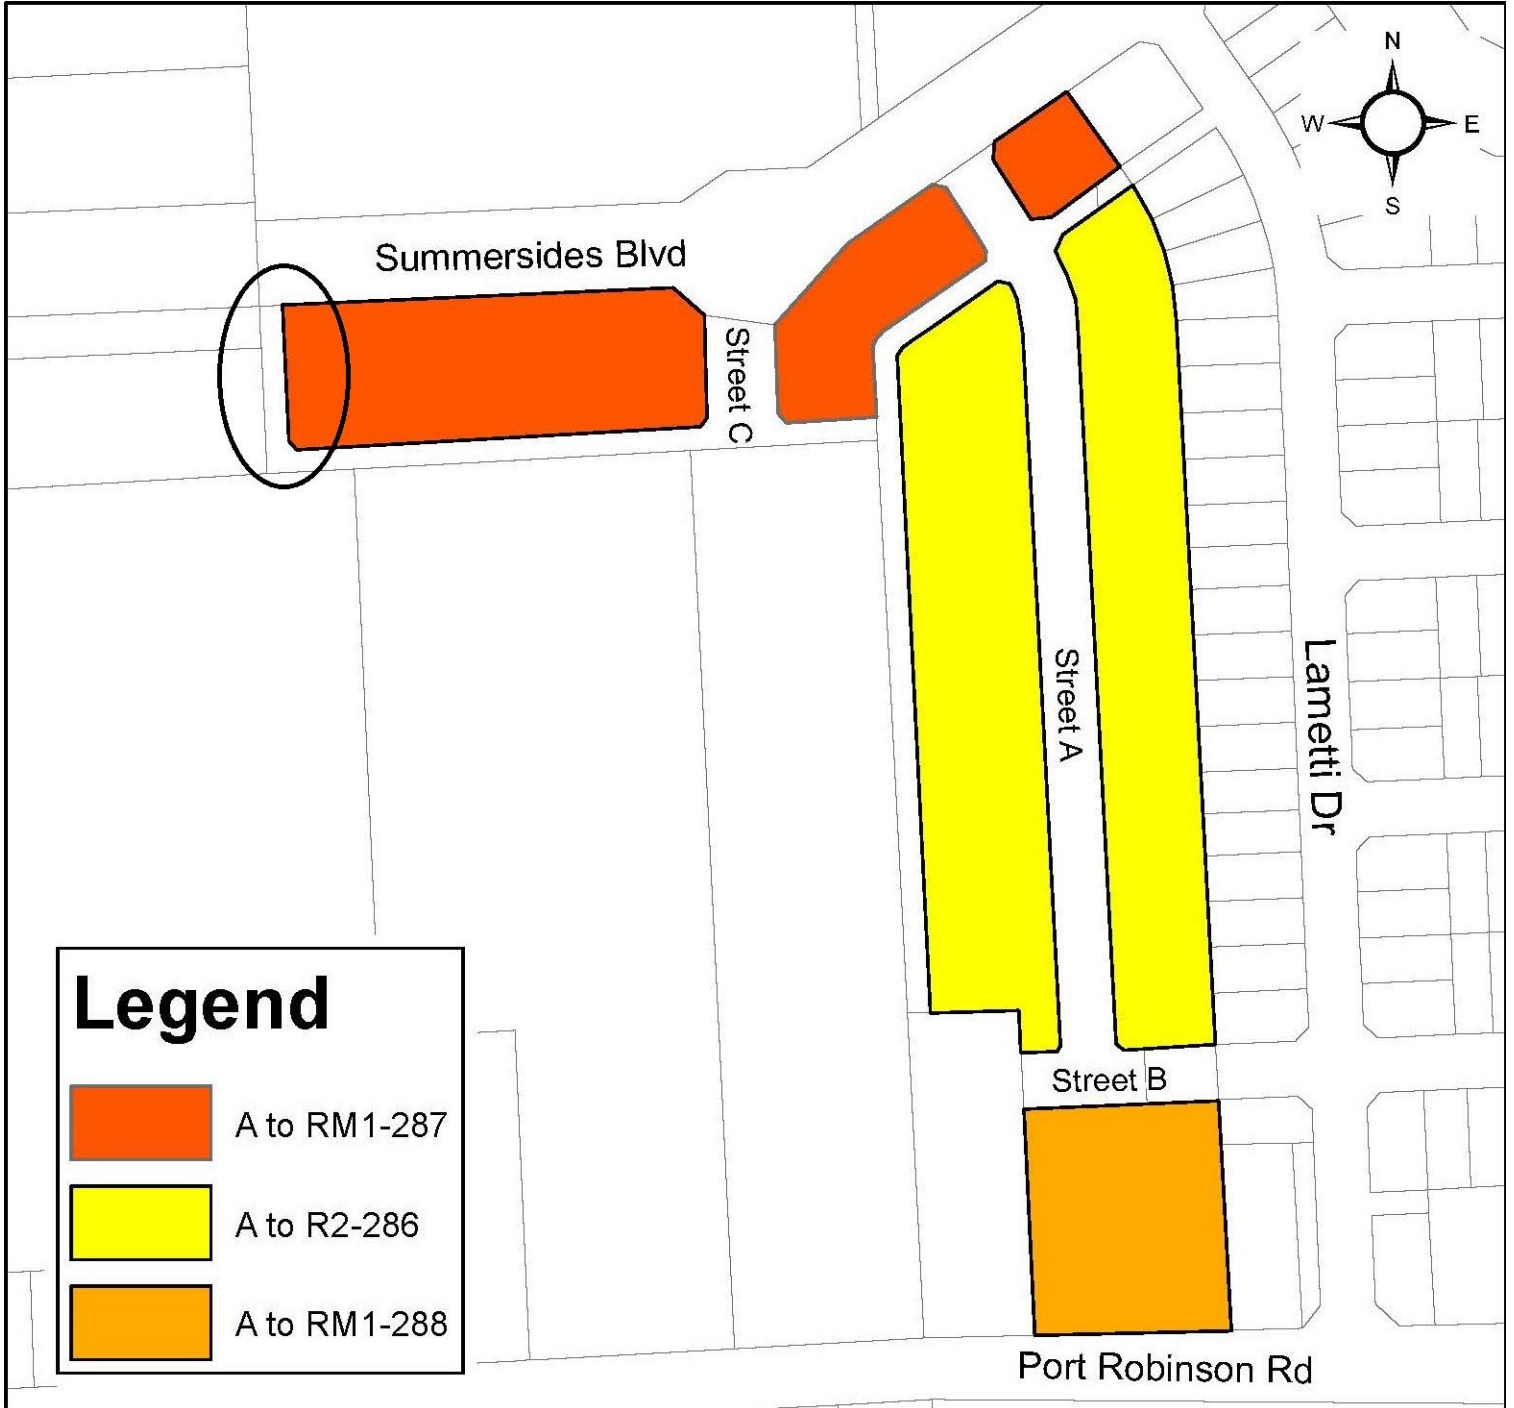 N
W E
S
Summersides Blvd
Street C
Street A
Lametti Dr
Street B
Port Robinson Rd
Legend
A to RM1-287
A to R2-286
A to RM1-288